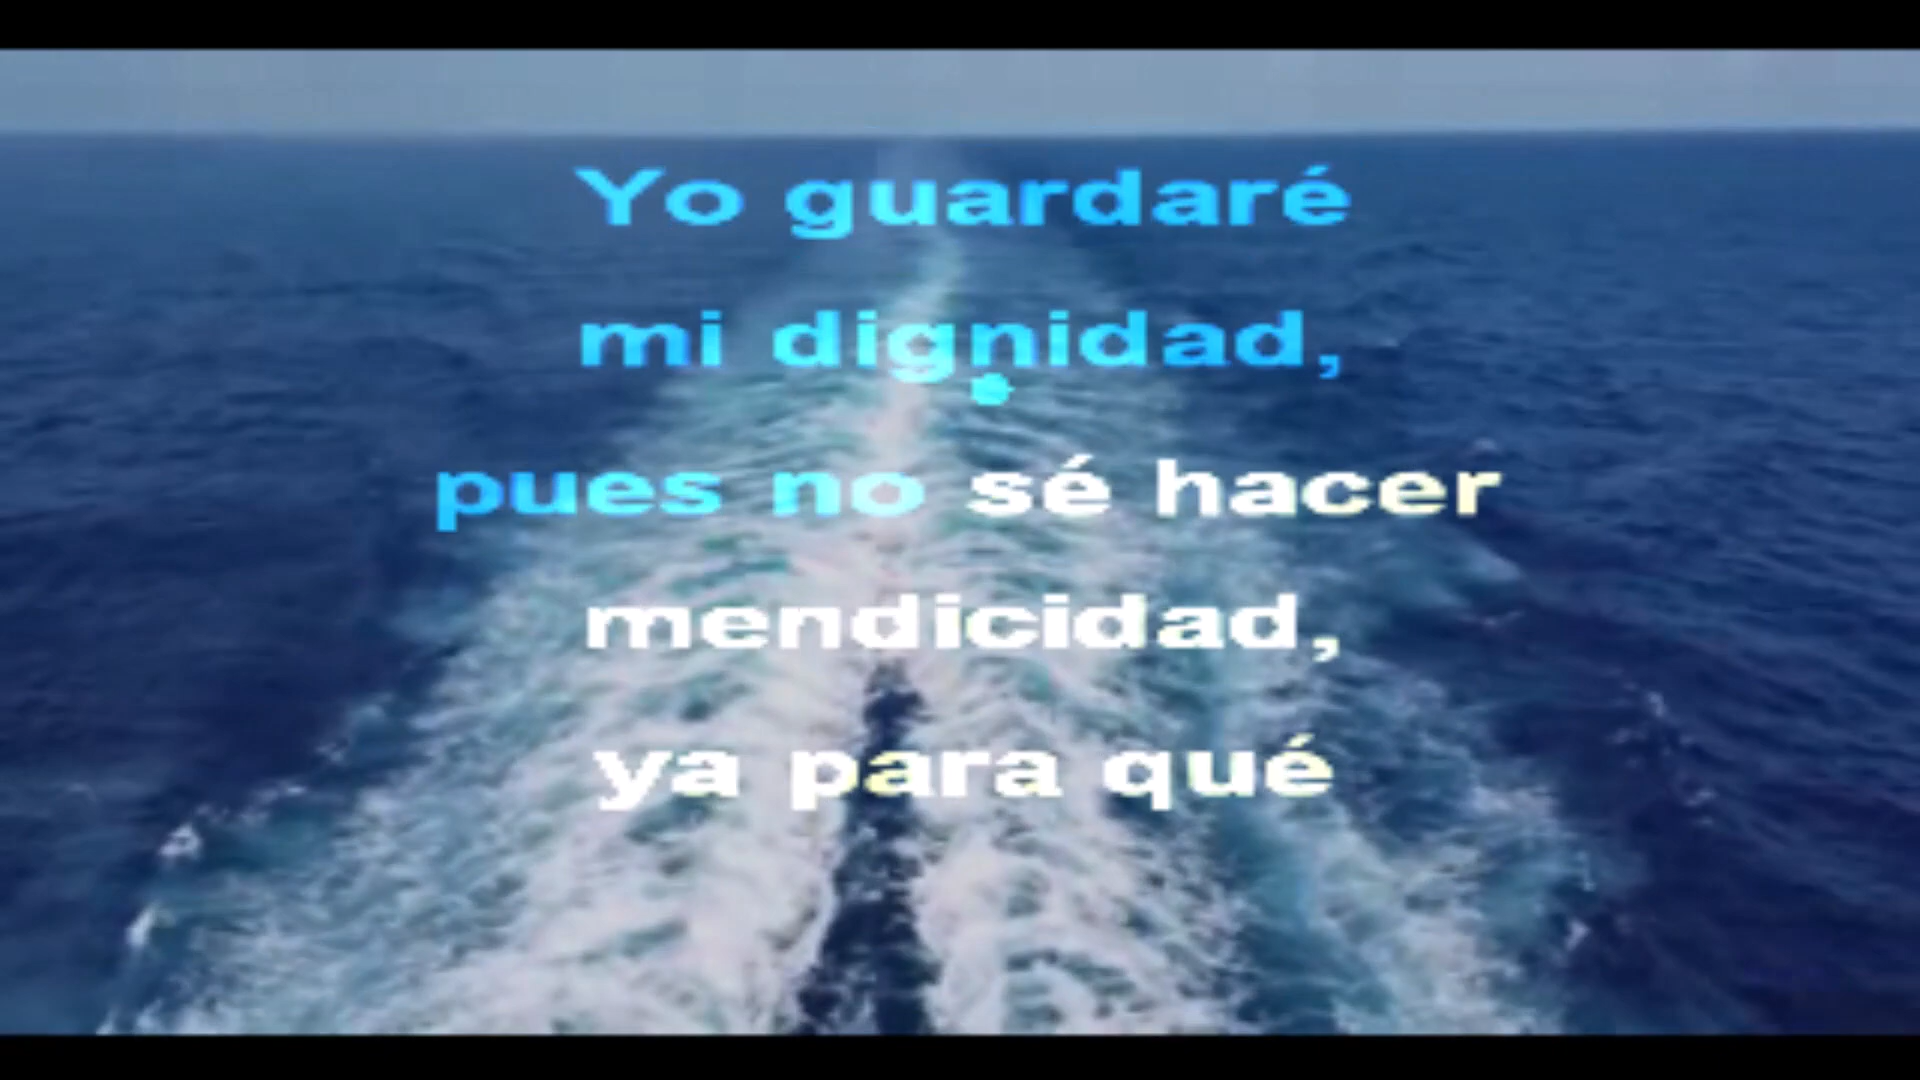 Yo guardaré
mi dignidad,
pues no sé hacer
mendicidad,
ya para qué